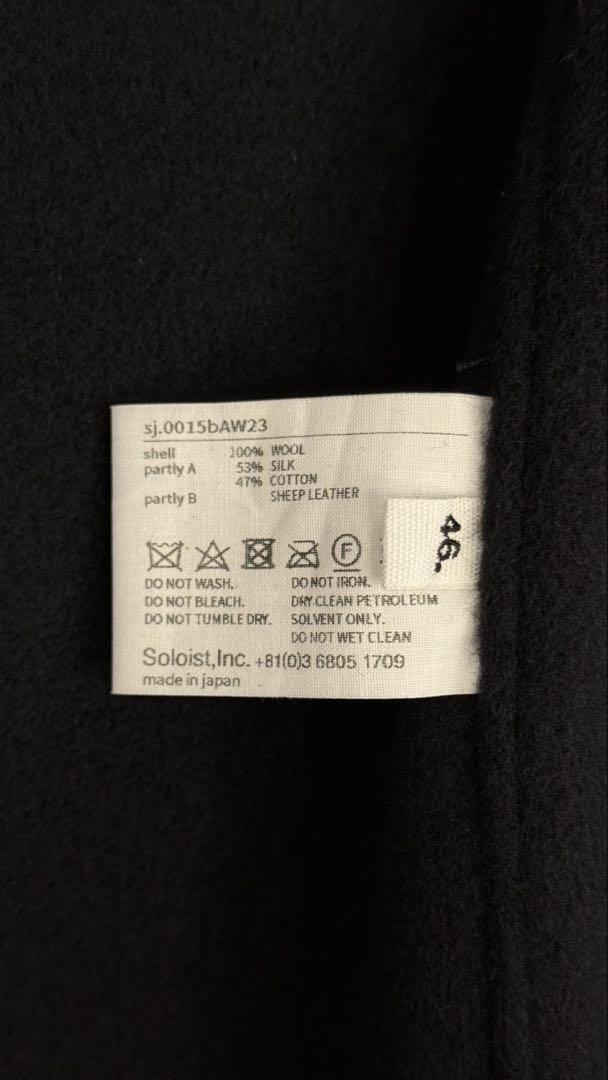 sj.0015bAW23
shell 100% WOOL
partly A 53% SILK
47% COTTON
partly B SHEEP LEATHER
F
46.
DO NOT WASH. DO NOT IRON.
DO NOT BLEACH. DRY CLEAN PETROLEUM
DO NOT TUMBLE DRY. SOLVENT ONLY.
DO NOT WET CLEAN
Soloist,Inc. +81(0)3 6805 1709
made in japan